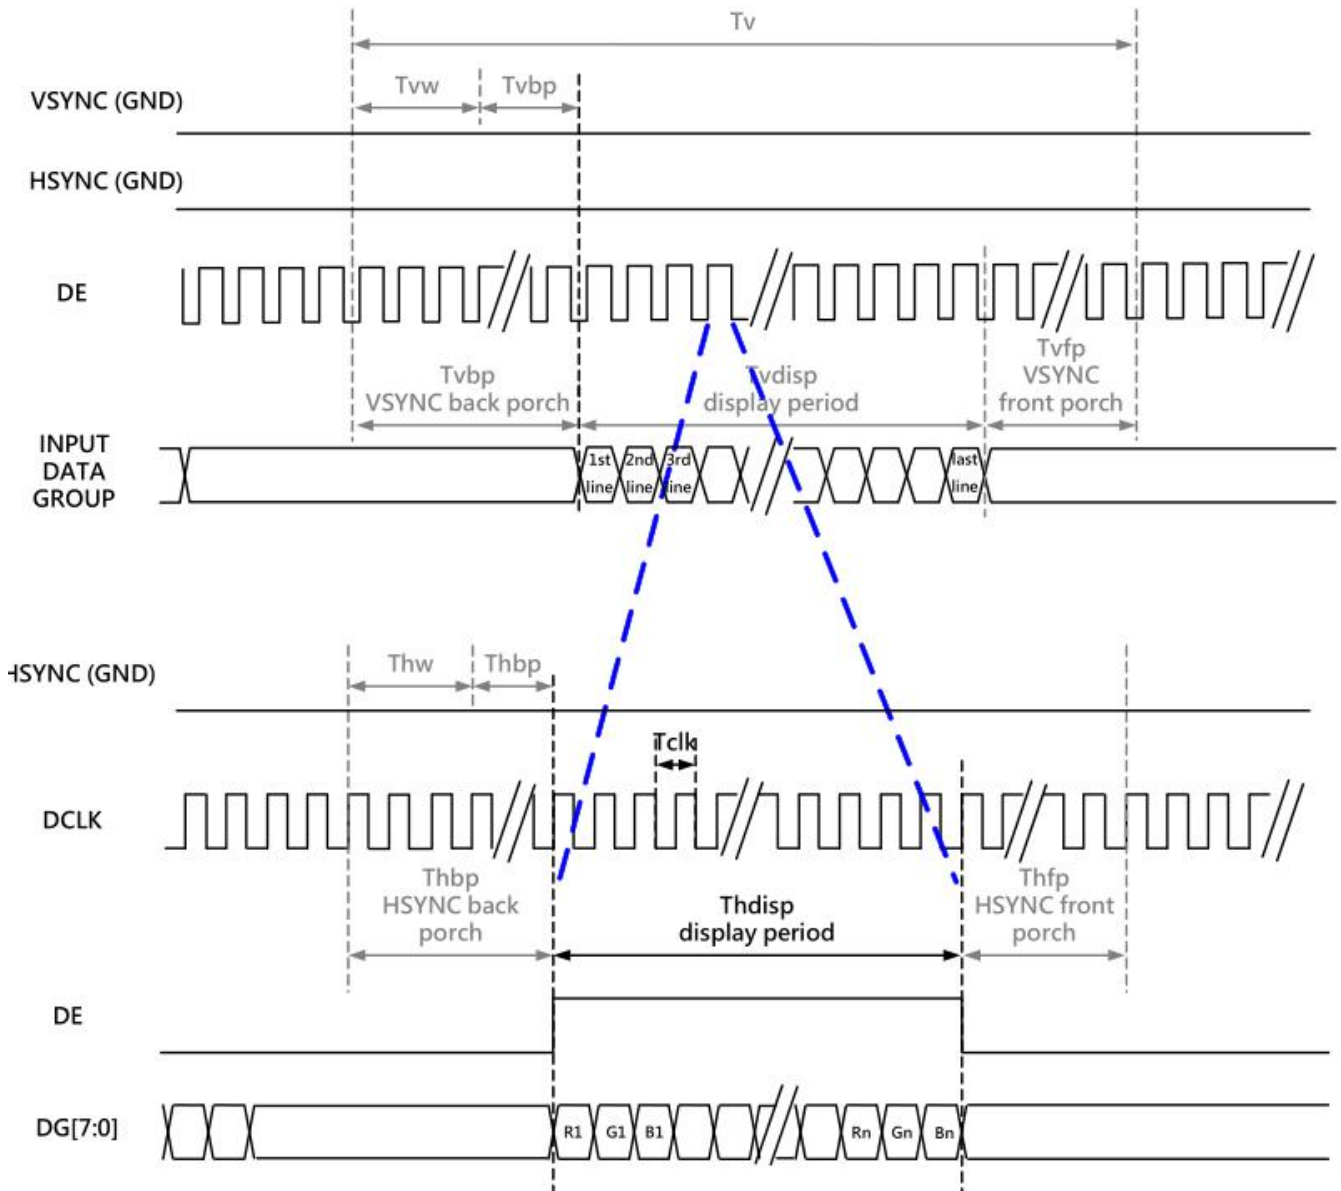 Tv
Tvw
Tvbp
VSYNC (GND)
HSYNC (GND)
DE
Tvbp
VSYNC back porch
Tvdisp
display period
Tvfp
VSYNC
front porch
INPUT
DATA
GROUP
1st
line
2nd
line
3rd
line
last
line
HSYNC (GND)
Thw
Thbp
Tclk
DCLK
Thbp
HSYNC back
porch
Thdisp
display period
Thfp
HSYNC front
porch
DE
DG[7:0]
R1
G1
B1
Rn
Gn
Bn